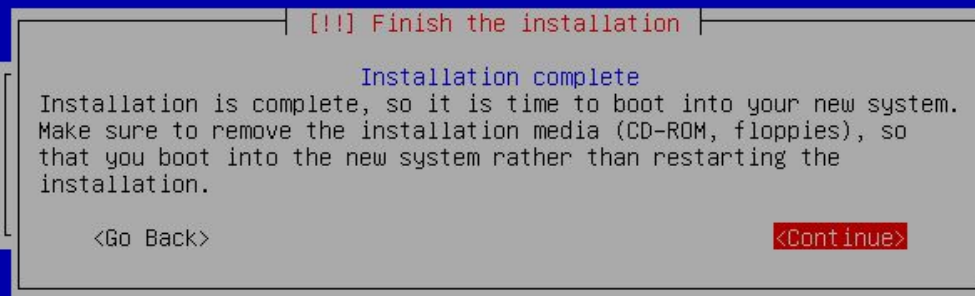 [!!] Finish the installation
Installation complete
Installation is complete, so it is time to boot into your new system.
Make sure to remove the installation media (CD-ROM, floppies), so
that you boot into the new system rather than restarting the
installation.
<Go Back> <Continue>